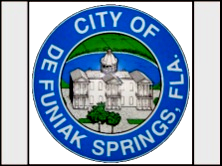 CITY OF
DE FUNIAK SPRINGS, FLA.